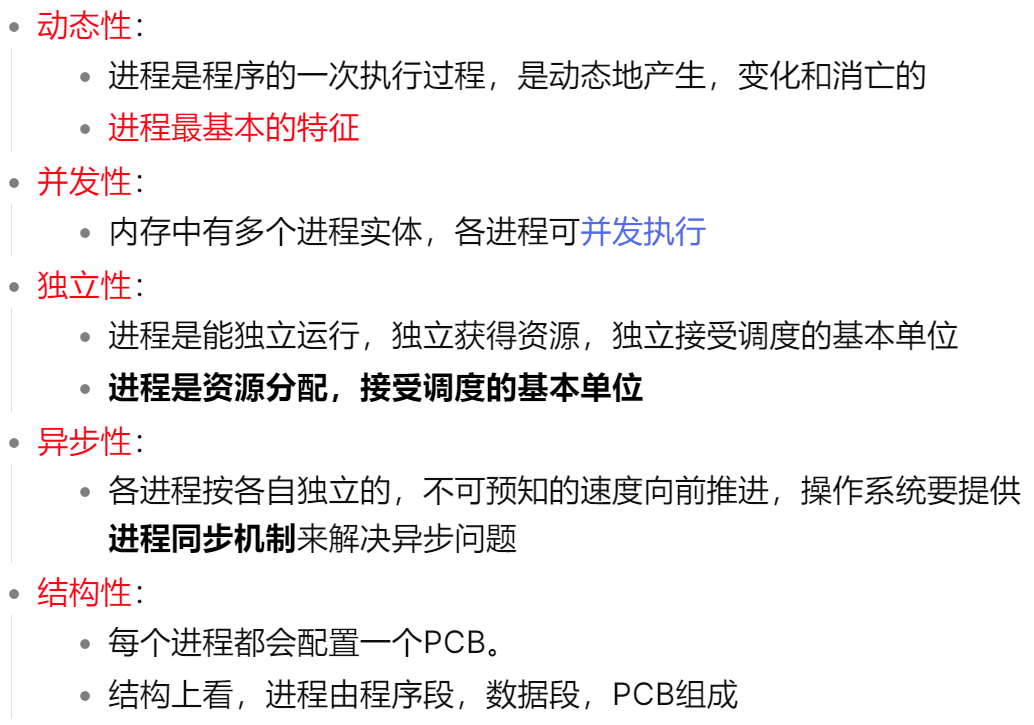 动态性：
进程是程序的一次执行过程，是动态地产生，变化和消亡的
进程最基本的特征
并发性：
内存中有多个进程实体，各进程可并发执行
独立性：
进程是能独立运行，独立获得资源，独立接受调度的基本单位
进程是资源分配，接受调度的基本单位
异步性：
各进程按各自独立的，不可预知的速度向前推进，操作系统要提供
进程同步机制来解决异步问题
结构性：
每个进程都会配置一个PCB。
结构上看，进程由程序段，数据段，PCB组成